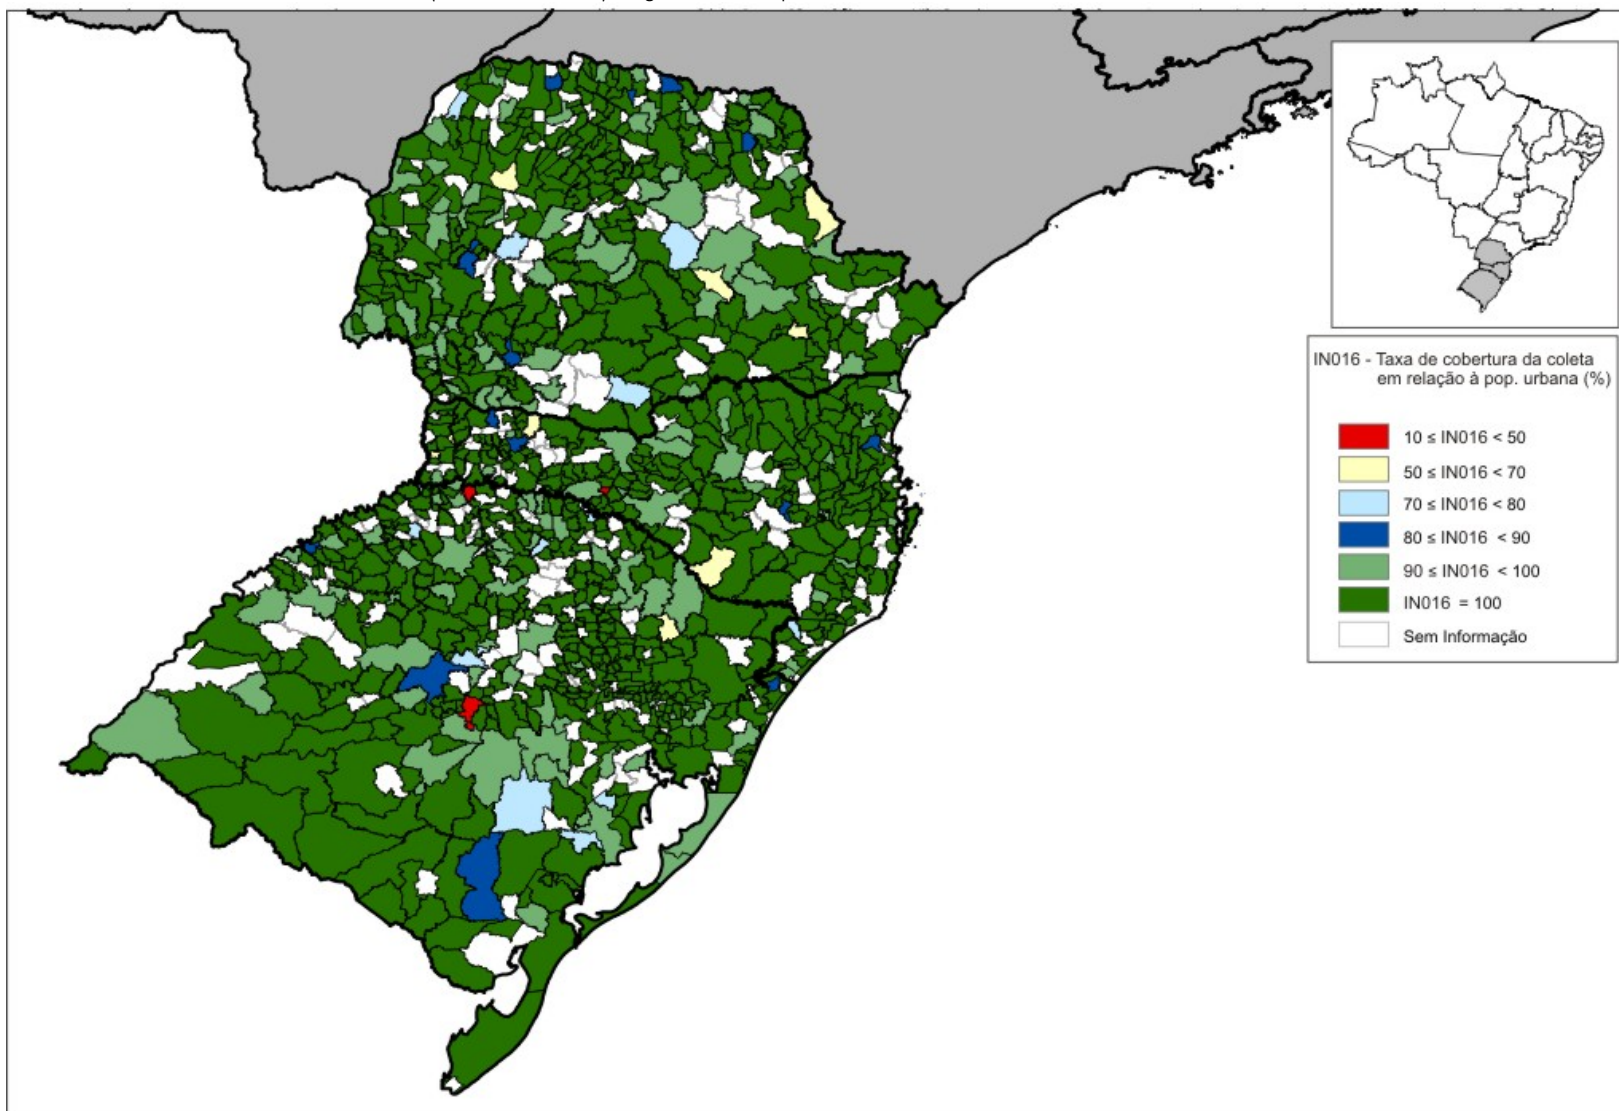 IN016 - Taxa de cobertura da coleta
em relação à pop. urbana (%)
10 ≤ IN016 < 50
50 ≤ IN016 < 70
70 ≤ IN016 < 80
80 ≤ IN016 < 90
90 ≤ IN016 < 100
IN016 = 100
Sem Informação